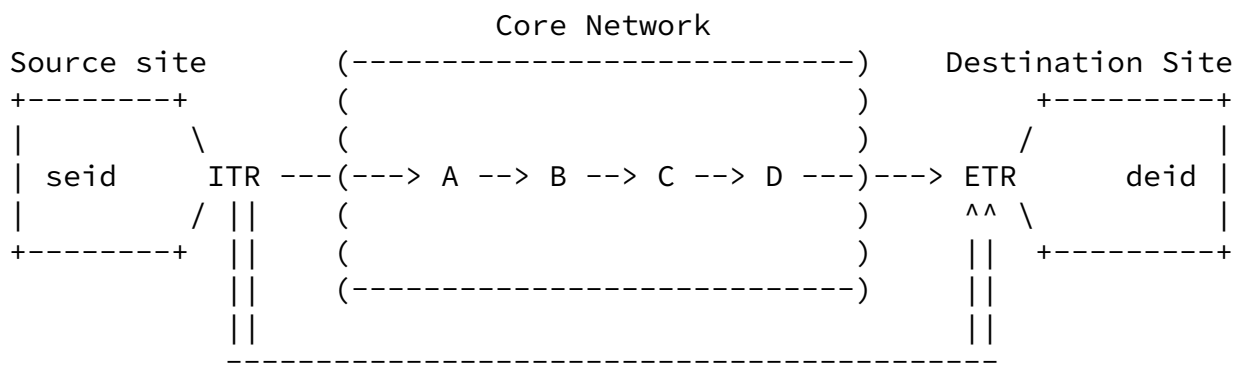 Core Network
Source site (----------------------------) Destination Site
+--------+ ( ) +---------+
| \ ( ) / |
| seid ITR ---(---> A --> B --> C --> D ---)---> ETR deid |
| / || ( ) ^^ \ |
+--------+ || ( ) || +---------+
|| (----------------------------) ||
|| ||
-------------------------------------------